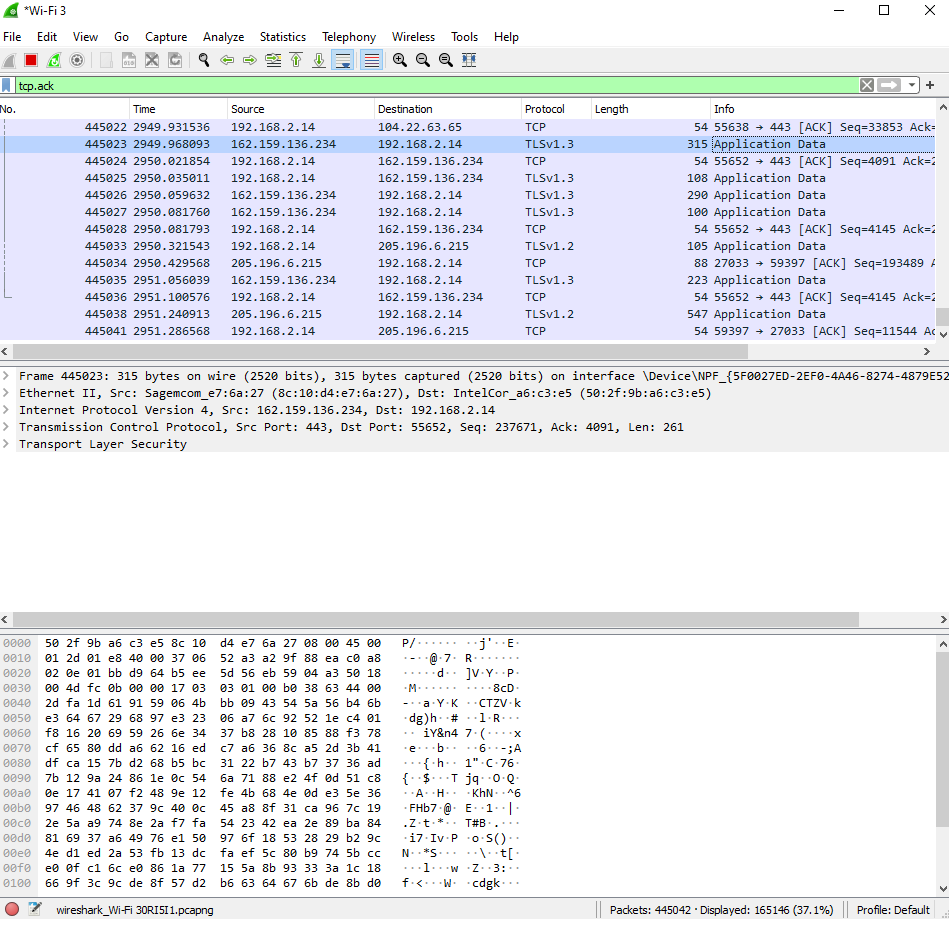 *Wi-Fi 3
File Edit View Go Capture Analyze Statistics Telephony Wireless Tools Help
tcp.ack
No. Time Source Destination Protocol Length Info
445022 2949.931536 192.168.2.14 104.22.63.65 TCP 54 55638 → 443 [ACK] Seq=33853 Ack=
445023 2949.968093 162.159.136.234 192.168.2.14 TLSv1.3 315 Application Data
445024 2950.021854 192.168.2.14 162.159.136.234 TCP 54 55652 → 443 [ACK] Seq=4091 Ack=2
445025 2950.035011 192.168.2.14 162.159.136.234 TLSv1.3 108 Application Data
445026 2950.059632 162.159.136.234 192.168.2.14 TLSv1.3 290 Application Data
445027 2950.081760 162.159.136.234 192.168.2.14 TLSv1.3 100 Application Data
445028 2950.081793 192.168.2.14 162.159.136.234 TCP 54 55652 → 443 [ACK] Seq=4145 Ack=2
445033 2950.321543 192.168.2.14 205.196.6.215 TLSv1.2 105 Application Data
445034 2950.429568 205.196.6.215 192.168.2.14 TCP 88 27033 → 59397 [ACK] Seq=193489 A
445035 2951.056039 162.159.136.234 192.168.2.14 TLSv1.3 223 Application Data
445036 2951.100576 192.168.2.14 162.159.136.234 TCP 54 55652 → 443 [ACK] Seq=4145 Ack=2
445038 2951.240913 205.196.6.215 192.168.2.14 TLSv1.2 547 Application Data
445041 2951.286568 192.168.2.14 205.196.6.215 TCP 54 59397 → 27033 [ACK] Seq=11544 Ac
Frame 445023: 315 bytes on wire (2520 bits), 315 bytes captured (2520 bits) on interface \Device\NPF_{5F0027ED-2EF0-4A46-8274-4879E52
Ethernet II, Src: Sagemcom_e7:6a:27 (8c:10:d4:e7:6a:27), Dst: IntelCor_a6:c3:e5 (50:2f:9b:a6:c3:e5)
Internet Protocol Version 4, Src: 162.159.136.234, Dst: 192.168.2.14
Transmission Control Protocol, Src Port: 443, Dst Port: 55652, Seq: 237671, Ack: 4091, Len: 261
Transport Layer Security
0000 50 2f 9b a6 c3 e5 8c 10 d4 e7 6a 27 08 00 45 00 P/······ ··j'··E·
0010 01 2d 01 e8 40 00 37 06 52 a3 a2 9f 88 ea c0 a8 ·-··@·7· R·······
0020 02 0e 01 bb d9 64 b5 ee 5d 56 eb 59 04 a3 50 18 ·····d·· ]V·Y··P·
0030 00 4d fc 0b 00 00 17 03 03 01 00 b0 38 63 44 00 ·M······ ····8cD·
0040 2d fa 1d 61 91 59 06 4b bb 09 43 54 5a 56 b4 6b -··a·Y·K ··CTZV·k
0050 e3 64 67 29 68 97 e3 23 06 a7 6c 92 52 1e c4 01 ·dg)h··# ··l·R···
0060 f8 16 20 69 59 26 6e 34 37 b8 28 10 85 88 f3 78 ·· iY&n4 7·(····x
0070 cf 65 80 dd a6 62 16 ed c7 a6 36 8c a5 2d 3b 41 ·e···b·· ··6··-;A
0080 df ca 15 7b d2 68 b5 bc 31 22 b7 43 b7 37 36 ad ···{·h·· 1"·C·76·
0090 7b 12 9a 24 86 1e 0c 54 6a 71 88 e2 4f 0d 51 c8 {··$···T jq··O·Q·
00a0 0e 17 41 07 f2 48 9e 12 fe 4b 68 4e 0d e3 5e 36 ··A··H·· ·KhN··^6
00b0 97 46 48 62 37 9c 40 0c 45 a8 8f 31 ca 96 7c 19 ·FHb7·@· E··1··|·
00c0 2e 5a a9 74 8e 2a f7 fa 54 23 42 ea 2e 89 ba 84 .Z·t·*·· T#B·.···
00d0 81 69 37 a6 49 76 e1 50 97 6f 18 53 28 29 b2 9c ·i7·Iv·P ·o·S()··
00e0 4e d1 ed 2a 53 fb 13 dc fa ef 5c 80 b9 74 5b cc N··*S··· ··\··t[·
00f0 e0 0f c1 6c e0 86 1a 77 15 5a 8b 93 33 3a 1c 18 ···l···w ·Z··3:··
0100 66 9f 3c 9c de 8f 57 d2 b6 63 64 67 6b de 8b d0 f·<···W· ·cdgk···
wireshark_Wi-Fi 30RI5I1.pcapng Packets: 445042 · Displayed: 165146 (37.1%) Profile: Default